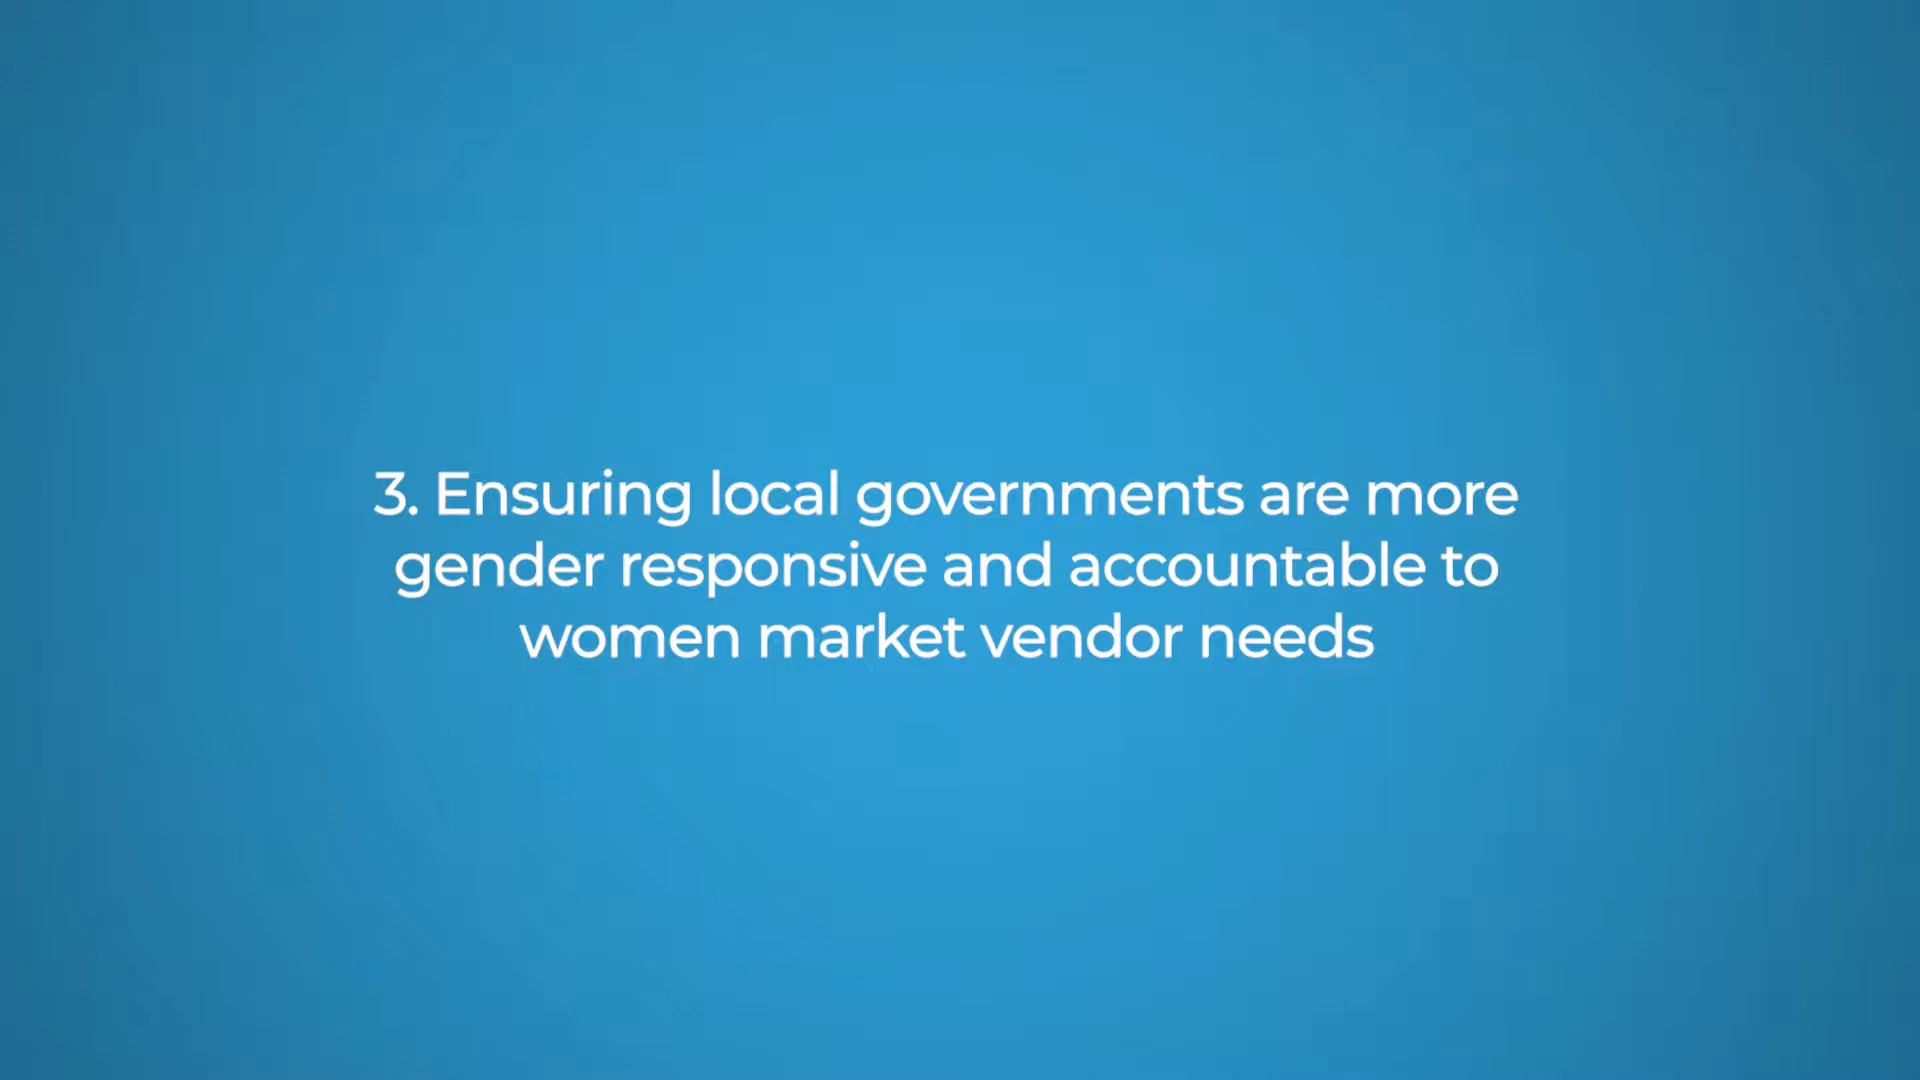 3. Ensuring local governments are more
gender responsive and accountable to
women market vendor needs